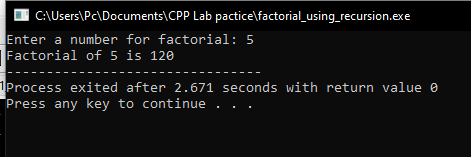 C:\Users\Pc\Documents\CPP Lab pactice\factorial_using_recursion.exe
Enter a number for factorial: 5
Factorial of 5 is 120
--------------------------------
Process exited after 2.671 seconds with return value 0
Press any key to continue . . .